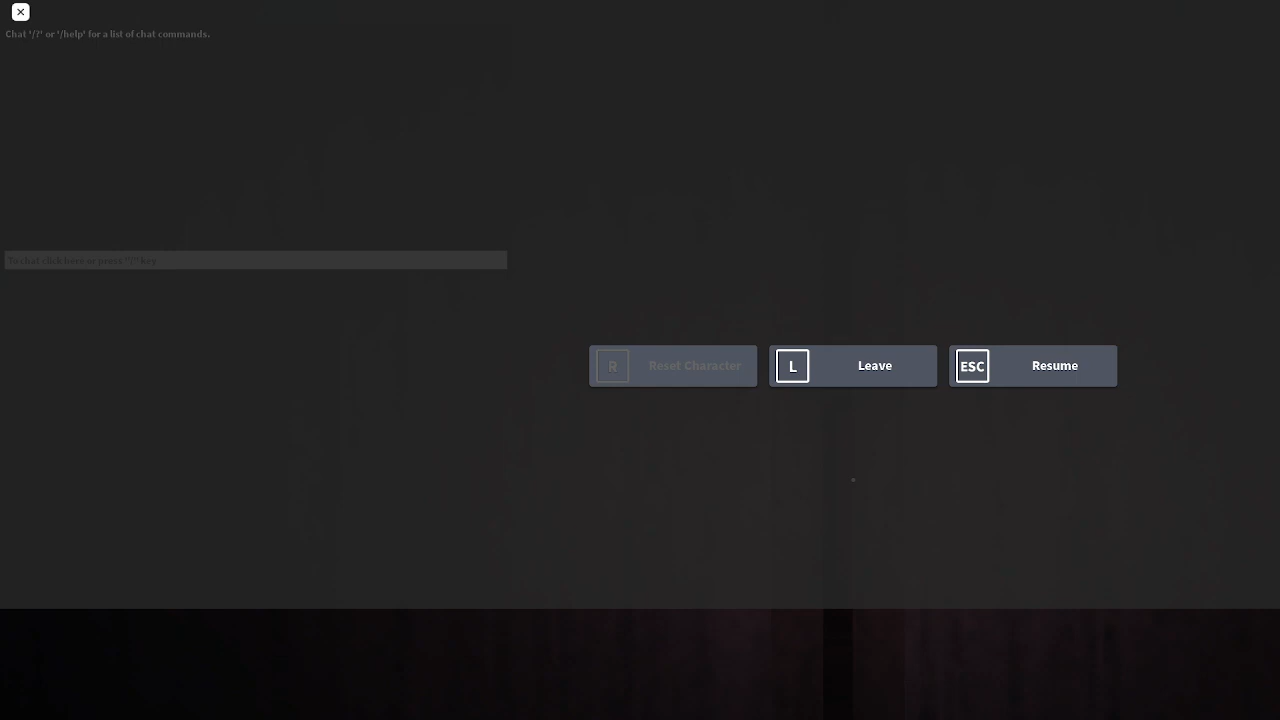 Chat '/?' or '/help' for a list of chat commands.
To chat click here or press "/" key
R Reset Character L Leave ESC Resume